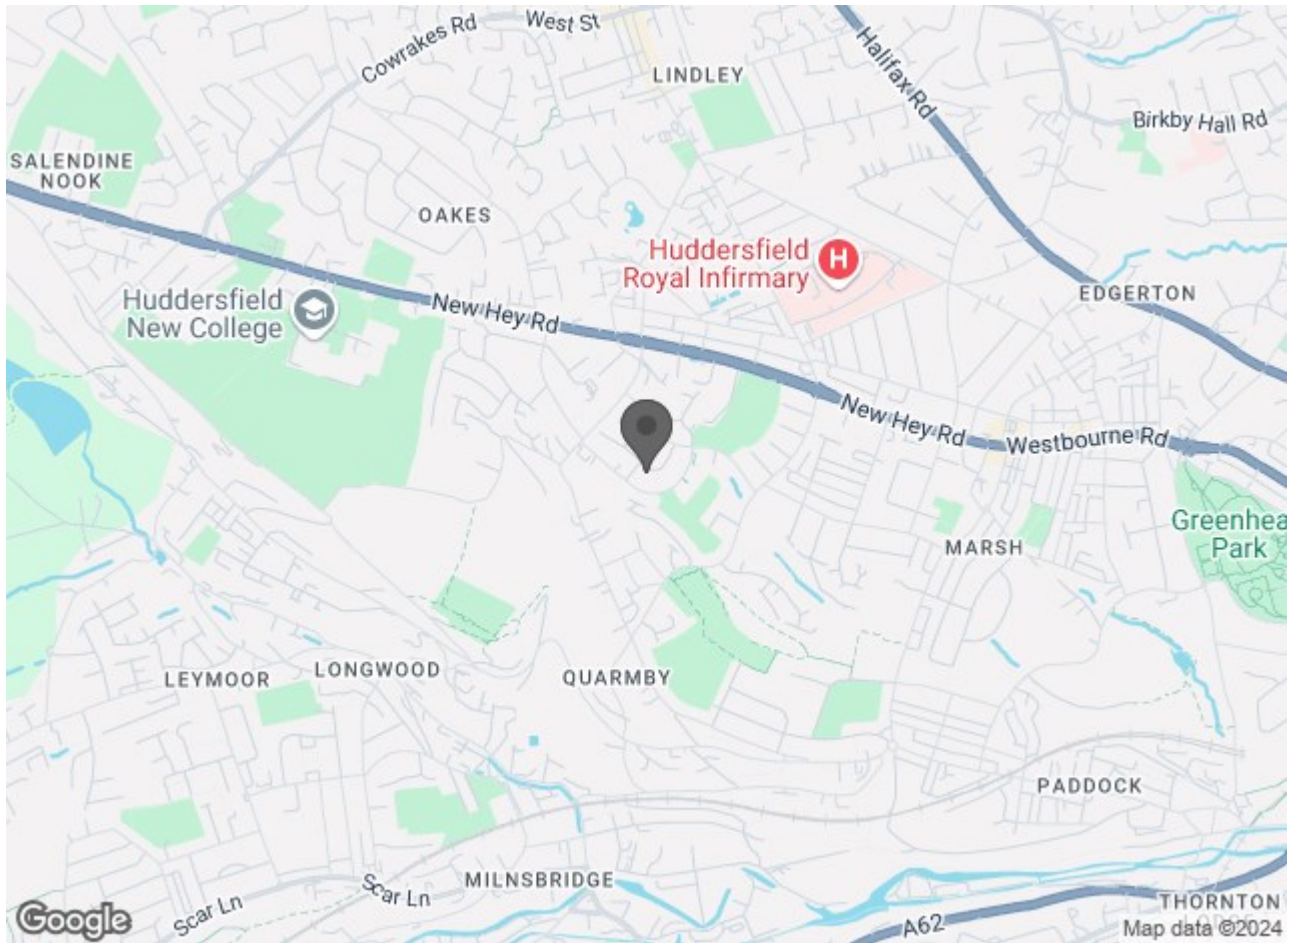 Cowrakes Rd
West St
LINDLEY
Halifax Rd
Birkby Hall Rd
SALENDINE
NOOK
OAKES
Huddersfield
Royal Infirmary
H
EDGERTON
Huddersfield
New College
New Hey Rd
New Hey Rd
Westbourne Rd
Greenhea
Park
MARSH
LEYMOOR
LONGWOOD
QUARMBY
PADDOCK
MILNSBRIDGE
Scar Ln
Scar Ln
A62
THORNTON
LODGE
Google
Map data ©2024